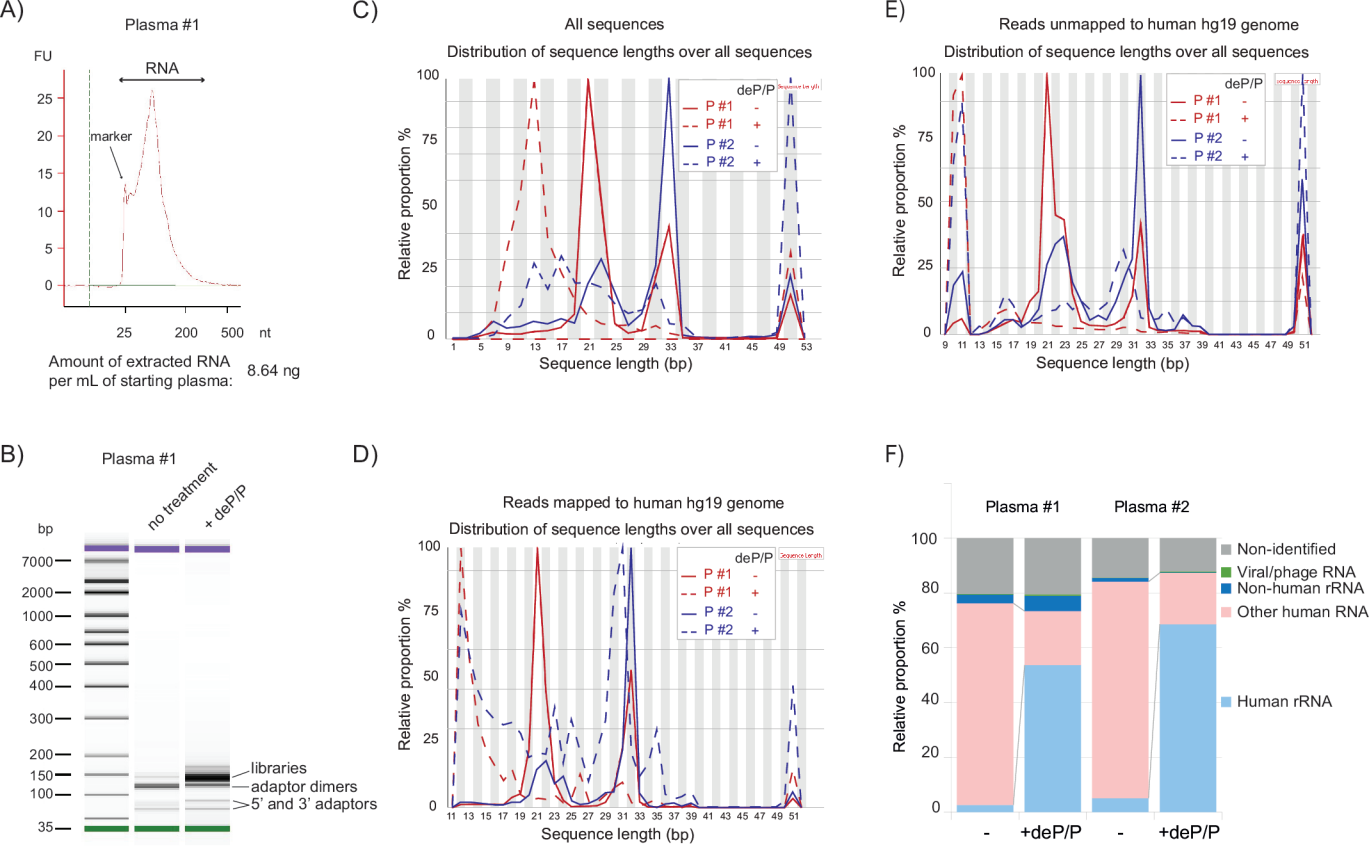 A)
Plasma #1
FU
RNA
25
20
15
10
5
0
marker
25 200 500 nt
Amount of extracted RNA
per mL of starting plasma:
8.64 ng
B)
Plasma #1
no treatment
+ deP/P
bp
7000
2000
1000
600
500
400
300
200
150
100
35
libraries
adaptor dimers
5' and 3' adaptors
C)
All sequences
Distribution of sequence lengths over all sequences
Relative proportion %
100
75
50
25
0
deP/P
P #1 -
P #1 +
P #2 -
P #2 +
Sequence Length
1 5 9 13 17 21 25 29 33 37 41 45 49 53
Sequence length (bp)
D)
Reads mapped to human hg19 genome
Distribution of sequence lengths over all sequences
Relative proportion %
100
75
50
25
0
deP/P
P #1 -
P #1 +
P #2 -
P #2 +
Sequence Length
11 13 15 17 19 21 23 25 27 29 31 33 35 37 39 41 43 45 47 49 51
Sequence length (bp)
E)
Reads unmapped to human hg19 genome
Distribution of sequence lengths over all sequences
Relative proportion %
100
75
50
25
0
deP/P
P #1 -
P #1 +
P #2 -
P #2 +
Sequence Length
9 11 13 15 17 19 21 23 25 27 29 31 33 35 37 39 41 43 45 47 49 51
Sequence length (bp)
F)
Plasma #1 Plasma #2
Relative proportion %
100
80
60
40
20
0
- +deP/P - +deP/P
Non-identified
Viral/phage RNA
Non-human rRNA
Other human RNA
Human rRNA